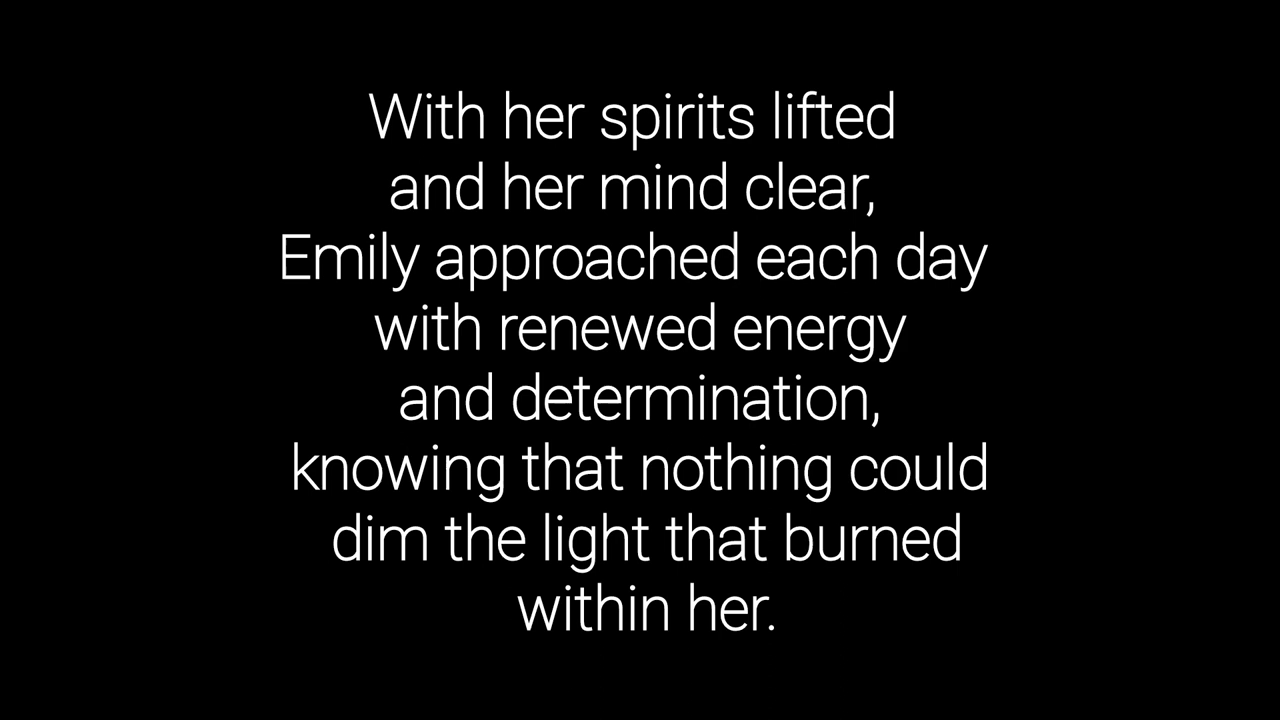 With her spirits lifted
and her mind clear,
Emily approached each day
with renewed energy
and determination,
knowing that nothing could
dim the light that burned
within her.